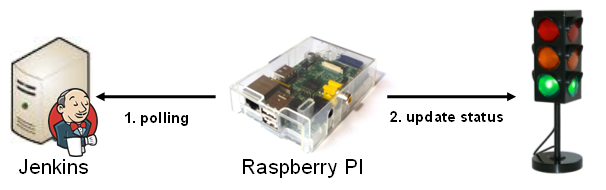 1. polling
2. update status
Jenkins
Raspberry PI